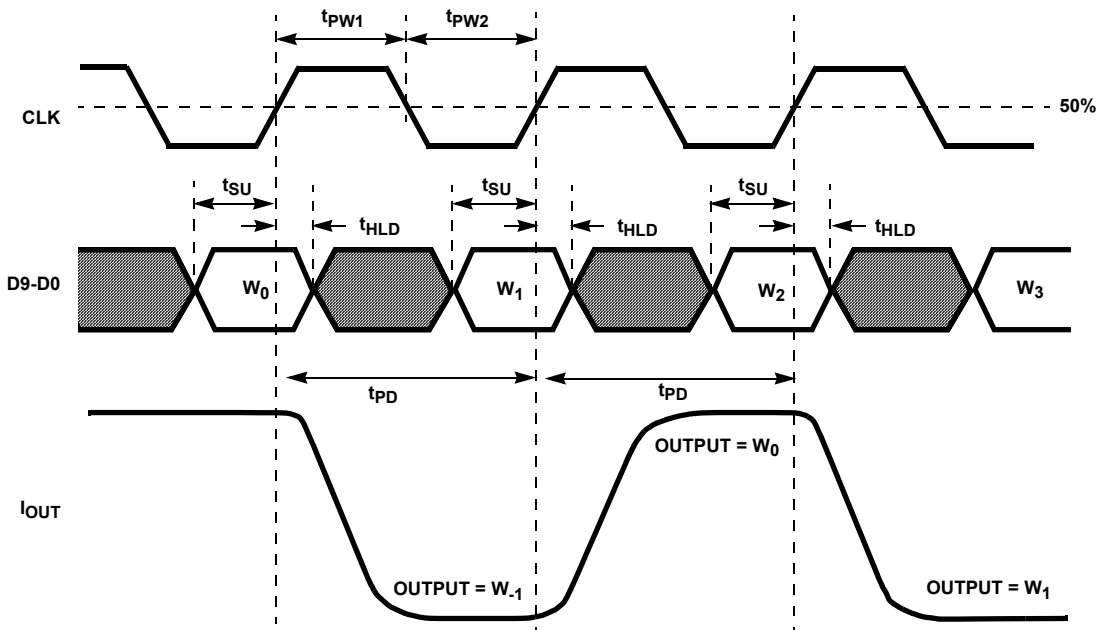 tPW1 tPW2
CLK 50%
tSU tSU tSU
tHLD tHLD tHLD
D9-D0 W0 W1 W2 W3
tPD tPD
OUTPUT = W0
IOUT
OUTPUT = W-1 OUTPUT = W1